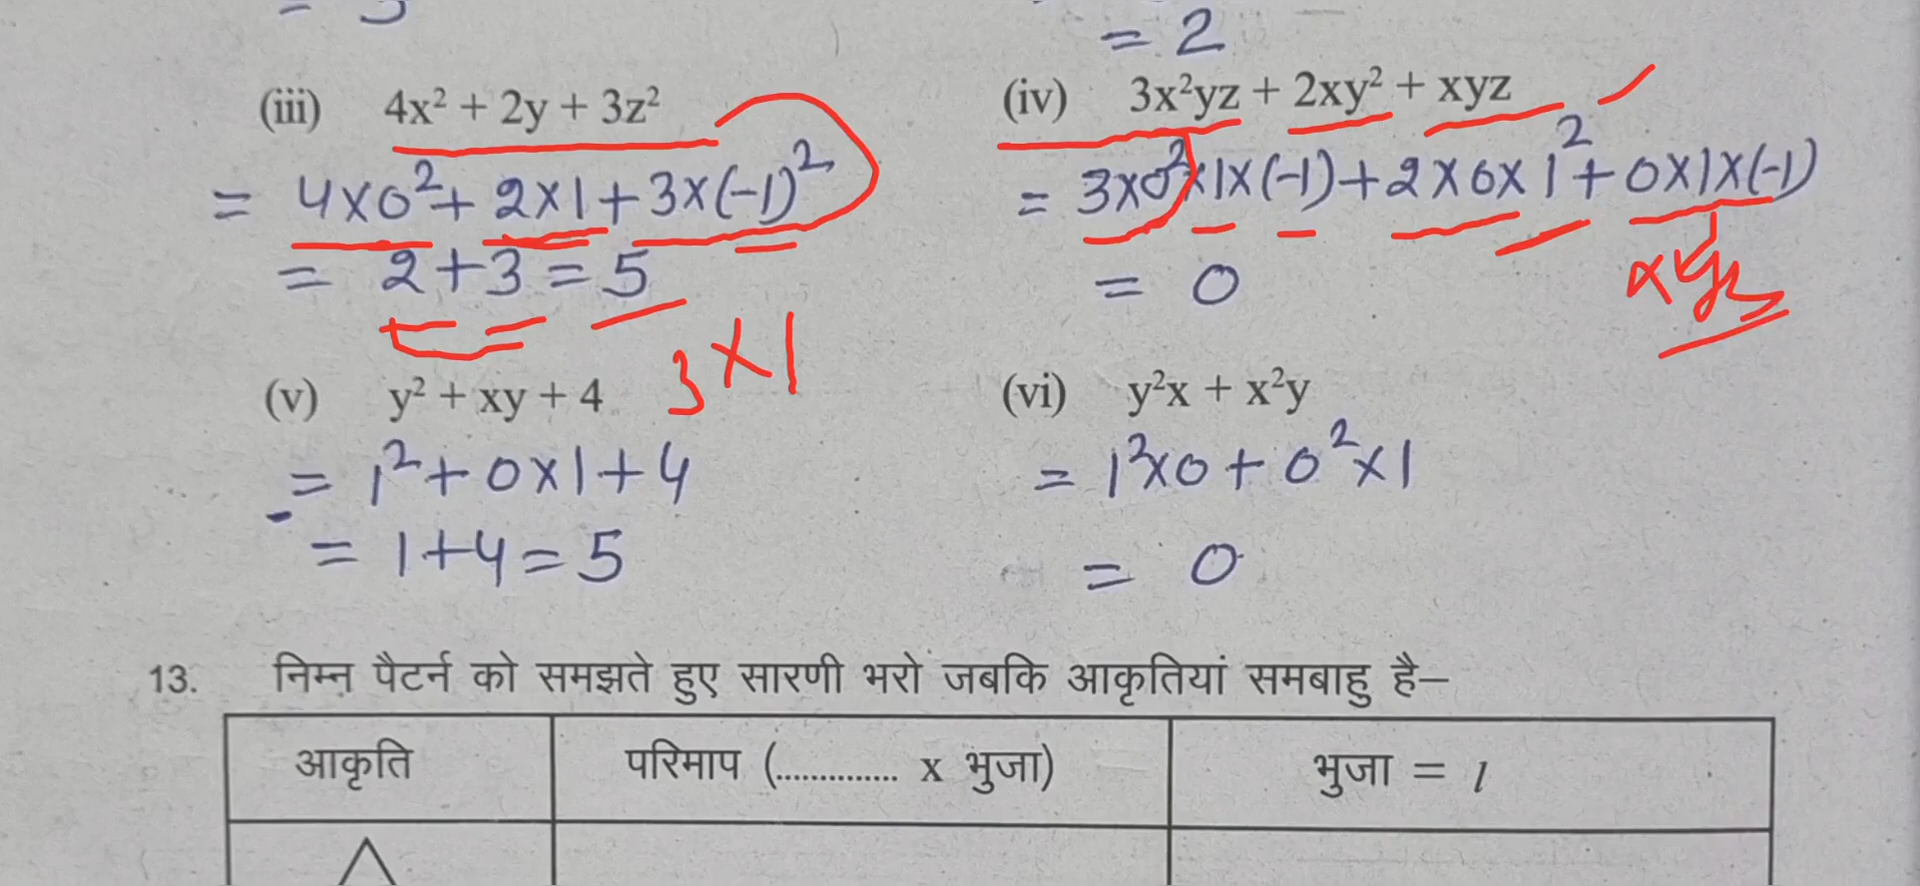 = 2
(iii) 4x² + 2y + 3z²
= 4×0² + 2×1 + 3×(-1)²
= 2+3 = 5
3×1
(iv) 3x²yz + 2xy² + xyz
= 3×0²×1×(-1) + 2×0×1² + 0×1×(-1)
= 0
xyz
(v) y² + xy + 4
= 1² + 0×1 + 4
= 1+4 = 5
(vi) y²x + x²y
= 1²×0 + 0²×1
= 0
13. निम्न पैटर्न को समझते हुए सारणी भरो जबकि आकृतियां समबाहु है–
आकृति परिमाप (.............. x भुजा) भुजा = l